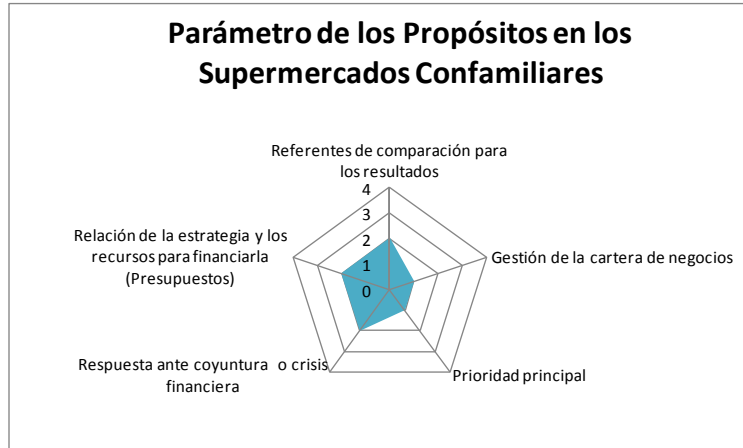 Parámetro de los Propósitos en los
Supermercados Confamiliares
Referentes de comparación para
los resultados
4
3
2
1
0
Gestión de la cartera de negocios
Prioridad principal
Respuesta ante coyuntura o crisis
financiera
Relación de la estrategia y los
recursos para financiarla
(Presupuestos)